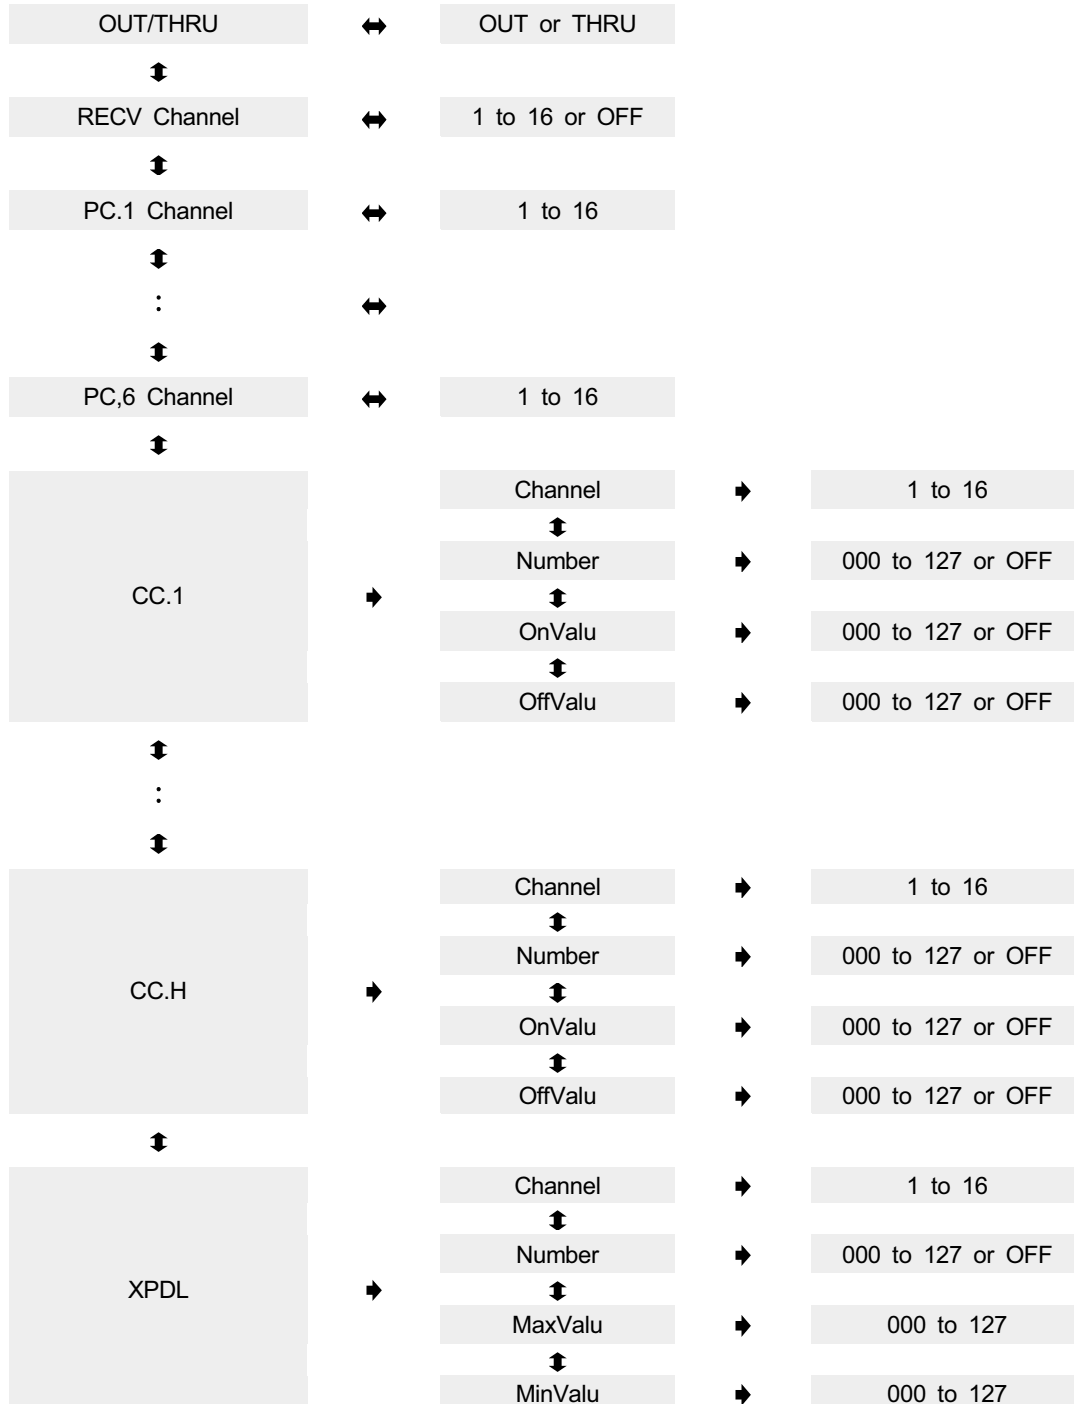 OUT/THRU OUT or THRU
RECV Channel 1 to 16 or OFF
PC.1 Channel 1 to 16
:
PC,6 Channel 1 to 16
Channel 1 to 16
Number 000 to 127 or OFF
CC.1
OnValu 000 to 127 or OFF
OffValu 000 to 127 or OFF
:
Channel 1 to 16
Number 000 to 127 or OFF
CC.H
OnValu 000 to 127 or OFF
OffValu 000 to 127 or OFF
Channel 1 to 16
Number 000 to 127 or OFF
XPDL
MaxValu 000 to 127
MinValu 000 to 127